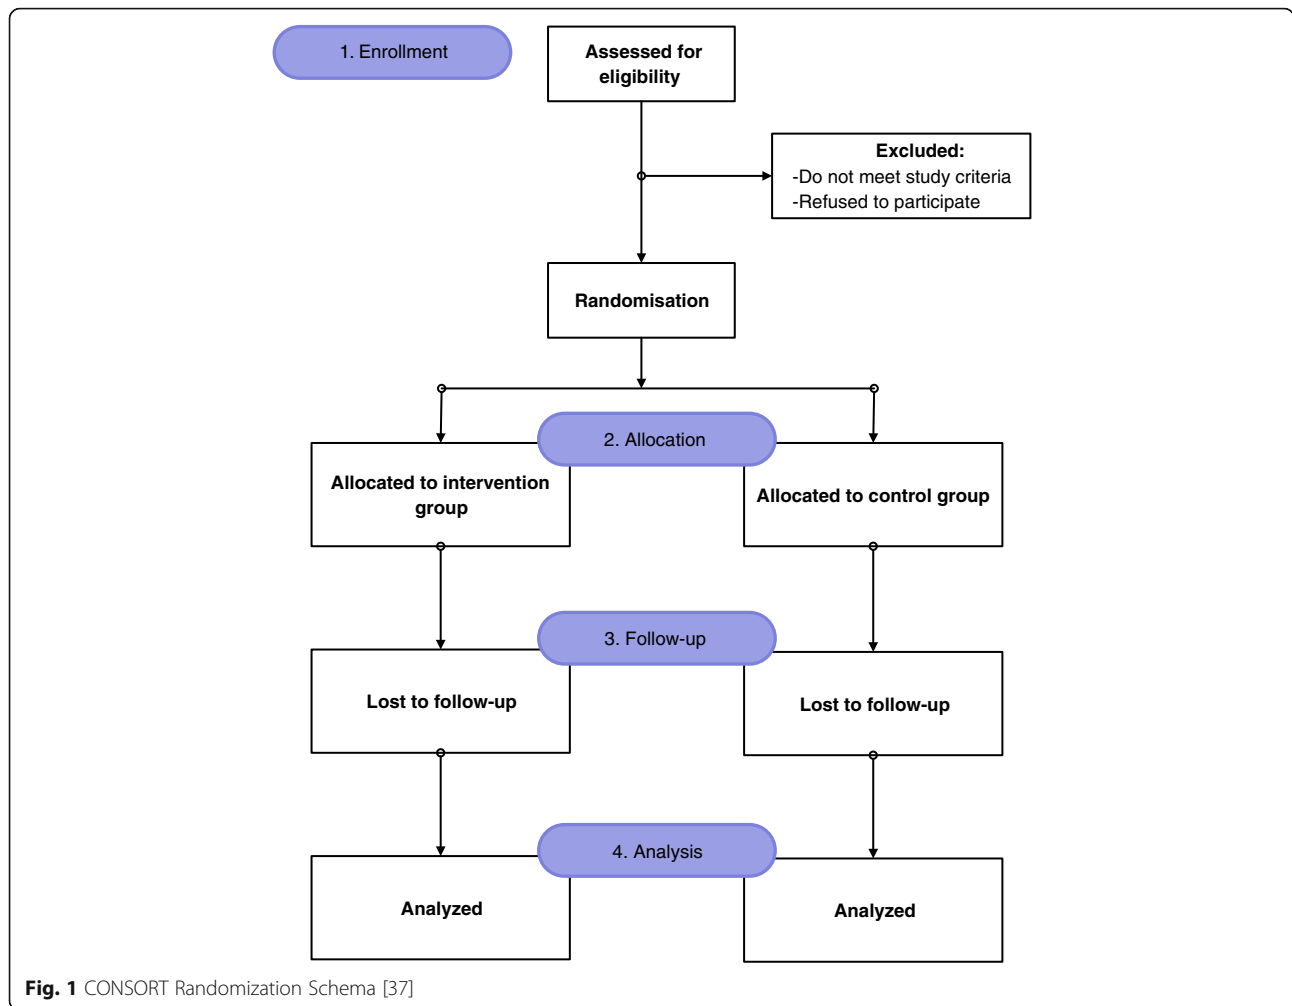 1. Enrollment
Assessed for
eligibility
Excluded:
-Do not meet study criteria
-Refused to participate
Randomisation
2. Allocation
Allocated to intervention
group
Allocated to control group
3. Follow-up
Lost to follow-up
Lost to follow-up
4. Analysis
Analyzed
Analyzed
Fig. 1 CONSORT Randomization Schema [37]